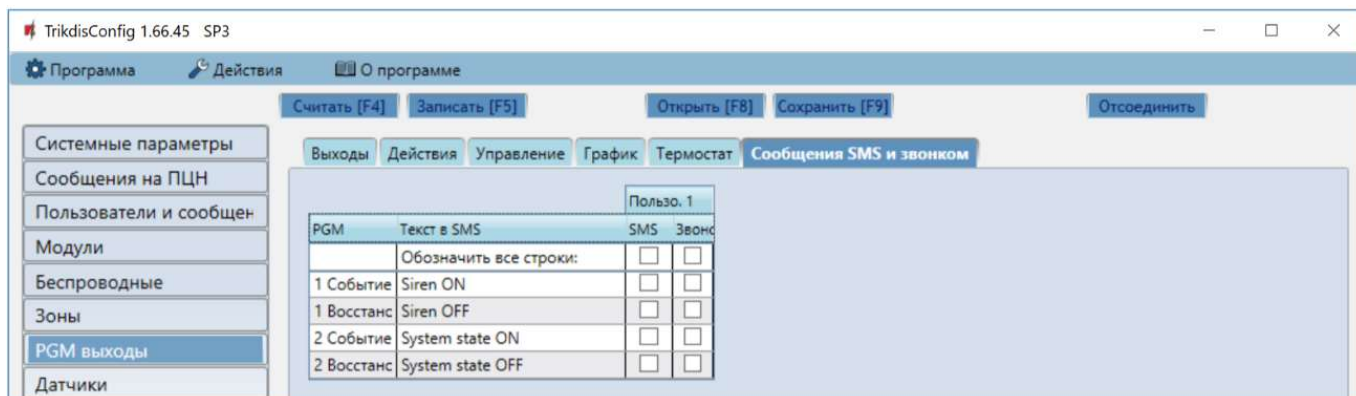 TrikdisConfig 1.66.45 SP3
Программа Действия О программе
Считать [F4] Записать [F5] Открыть [F8] Сохранить [F9] Отсоединить
Системные параметры
Сообщения на ПЦН
Пользователи и сообщен
Модули
Беспроводные
Зоны
PGM выходы
Датчики
Выходы Действия Управление График Термостат Сообщения SMS и звонком
Пользо. 1
PGM Текст в SMS SMS Звонс
Обозначить все строки:
1 Событие Siren ON
1 Восстанс Siren OFF
2 Событие System state ON
2 Восстанс System state OFF